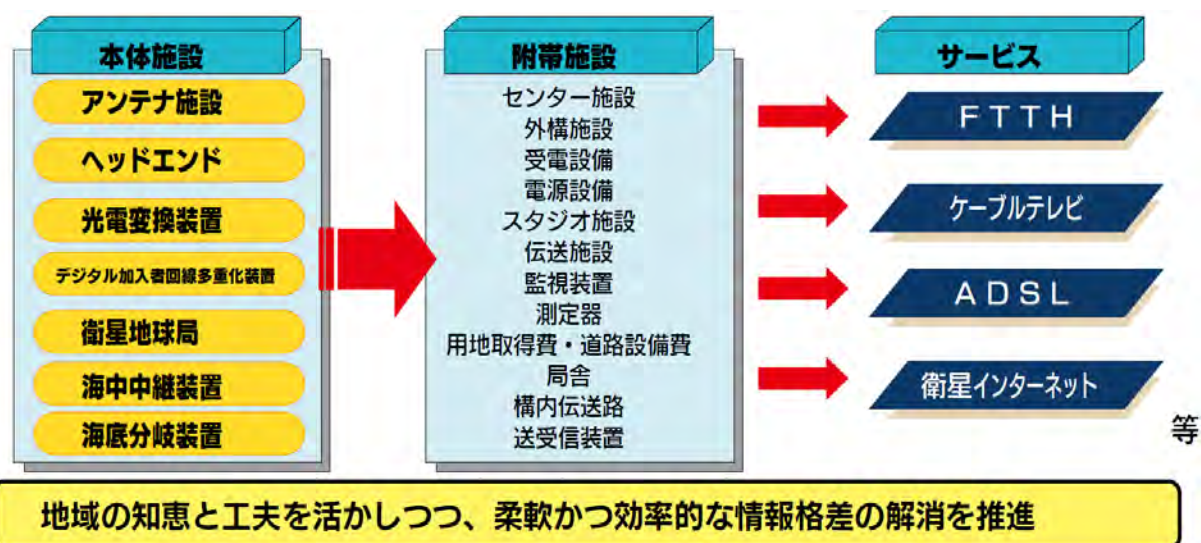 本体施設
アンテナ施設
ヘッドエンド
光電変換装置
デジタル加入者回線多重化装置
衛星地球局
海中中継装置
海底分岐装置
附帯施設
センター施設
外構施設
受電設備
電源設備
スタジオ施設
伝送施設
監視装置
測定器
用地取得費・道路設備費
局舎
構内伝送路
送受信装置
サービス
ＦＴＴＨ
ケーブルテレビ
ＡＤＳＬ
衛星インターネット
等
地域の知恵と工夫を活かしつつ、柔軟かつ効率的な情報格差の解消を推進